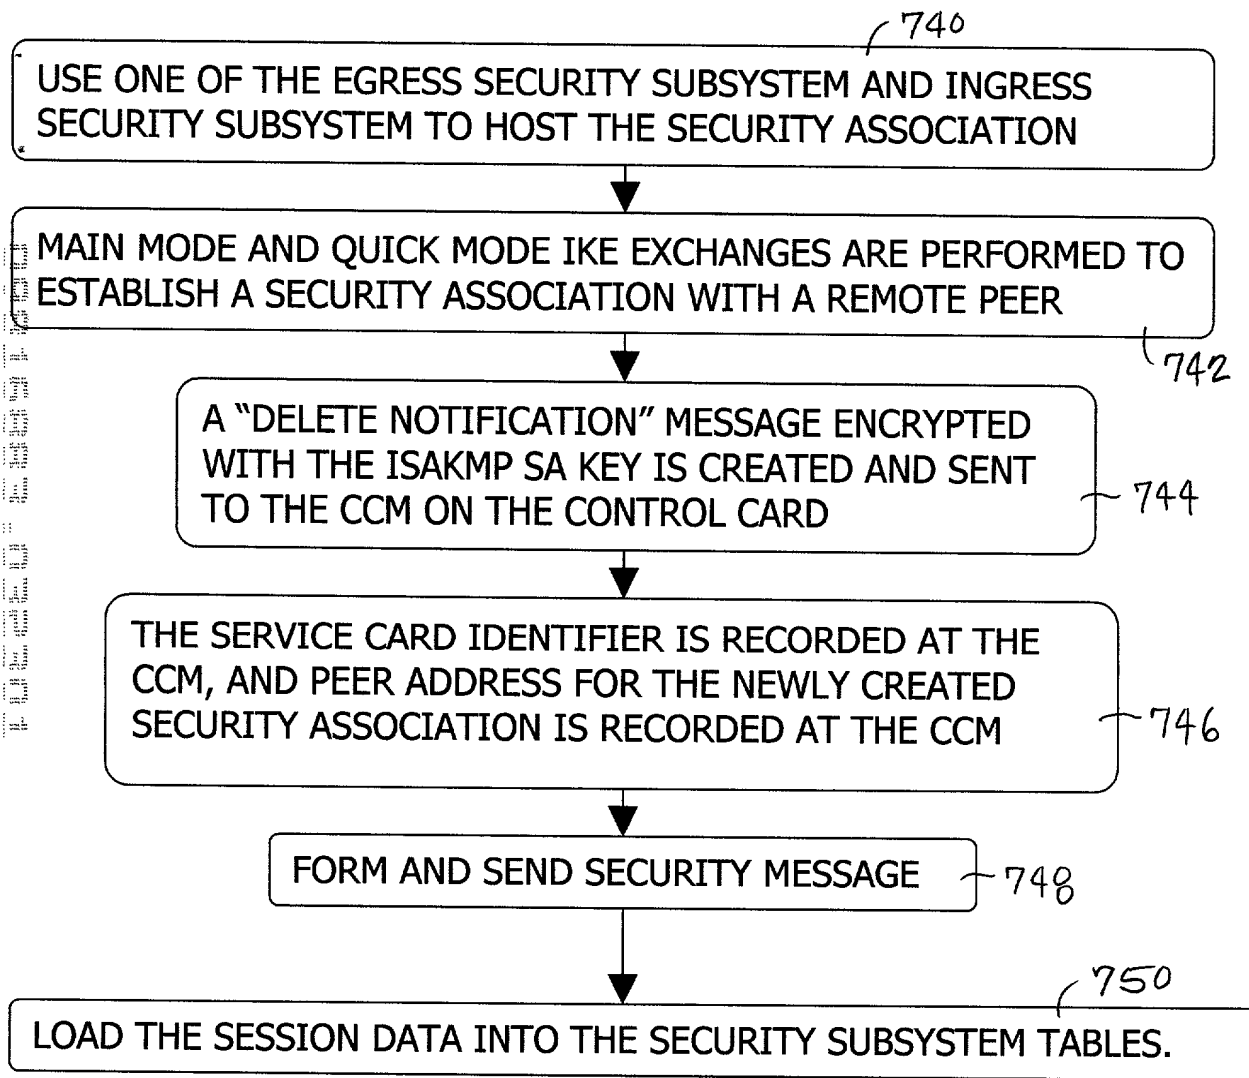 740
USE ONE OF THE EGRESS SECURITY SUBSYSTEM AND INGRESS
SECURITY SUBSYSTEM TO HOST THE SECURITY ASSOCIATION
MAIN MODE AND QUICK MODE IKE EXCHANGES ARE PERFORMED TO
ESTABLISH A SECURITY ASSOCIATION WITH A REMOTE PEER
742
A “DELETE NOTIFICATION” MESSAGE ENCRYPTED
WITH THE ISAKMP SA KEY IS CREATED AND SENT
TO THE CCM ON THE CONTROL CARD
744
THE SERVICE CARD IDENTIFIER IS RECORDED AT THE
CCM, AND PEER ADDRESS FOR THE NEWLY CREATED
SECURITY ASSOCIATION IS RECORDED AT THE CCM
746
FORM AND SEND SECURITY MESSAGE
748
750
LOAD THE SESSION DATA INTO THE SECURITY SUBSYSTEM TABLES.